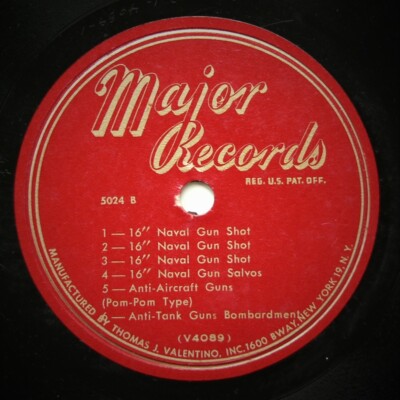 Major
Records
REG. U.S. PAT. OFF.
5024 B
1 — 16" Naval Gun Shot
2 — 16" Naval Gun Shot
3 — 16" Naval Gun Shot
4 — 16" Naval Gun Salvos
5 — Anti-Aircraft Guns
(Pom-Pom Type)
— Anti-Tank Guns Bombardment
(V4089)
MANUFACTURED BY THOMAS J. VALENTINO, INC. 1600 BWAY, NEW YORK 19, N.Y.